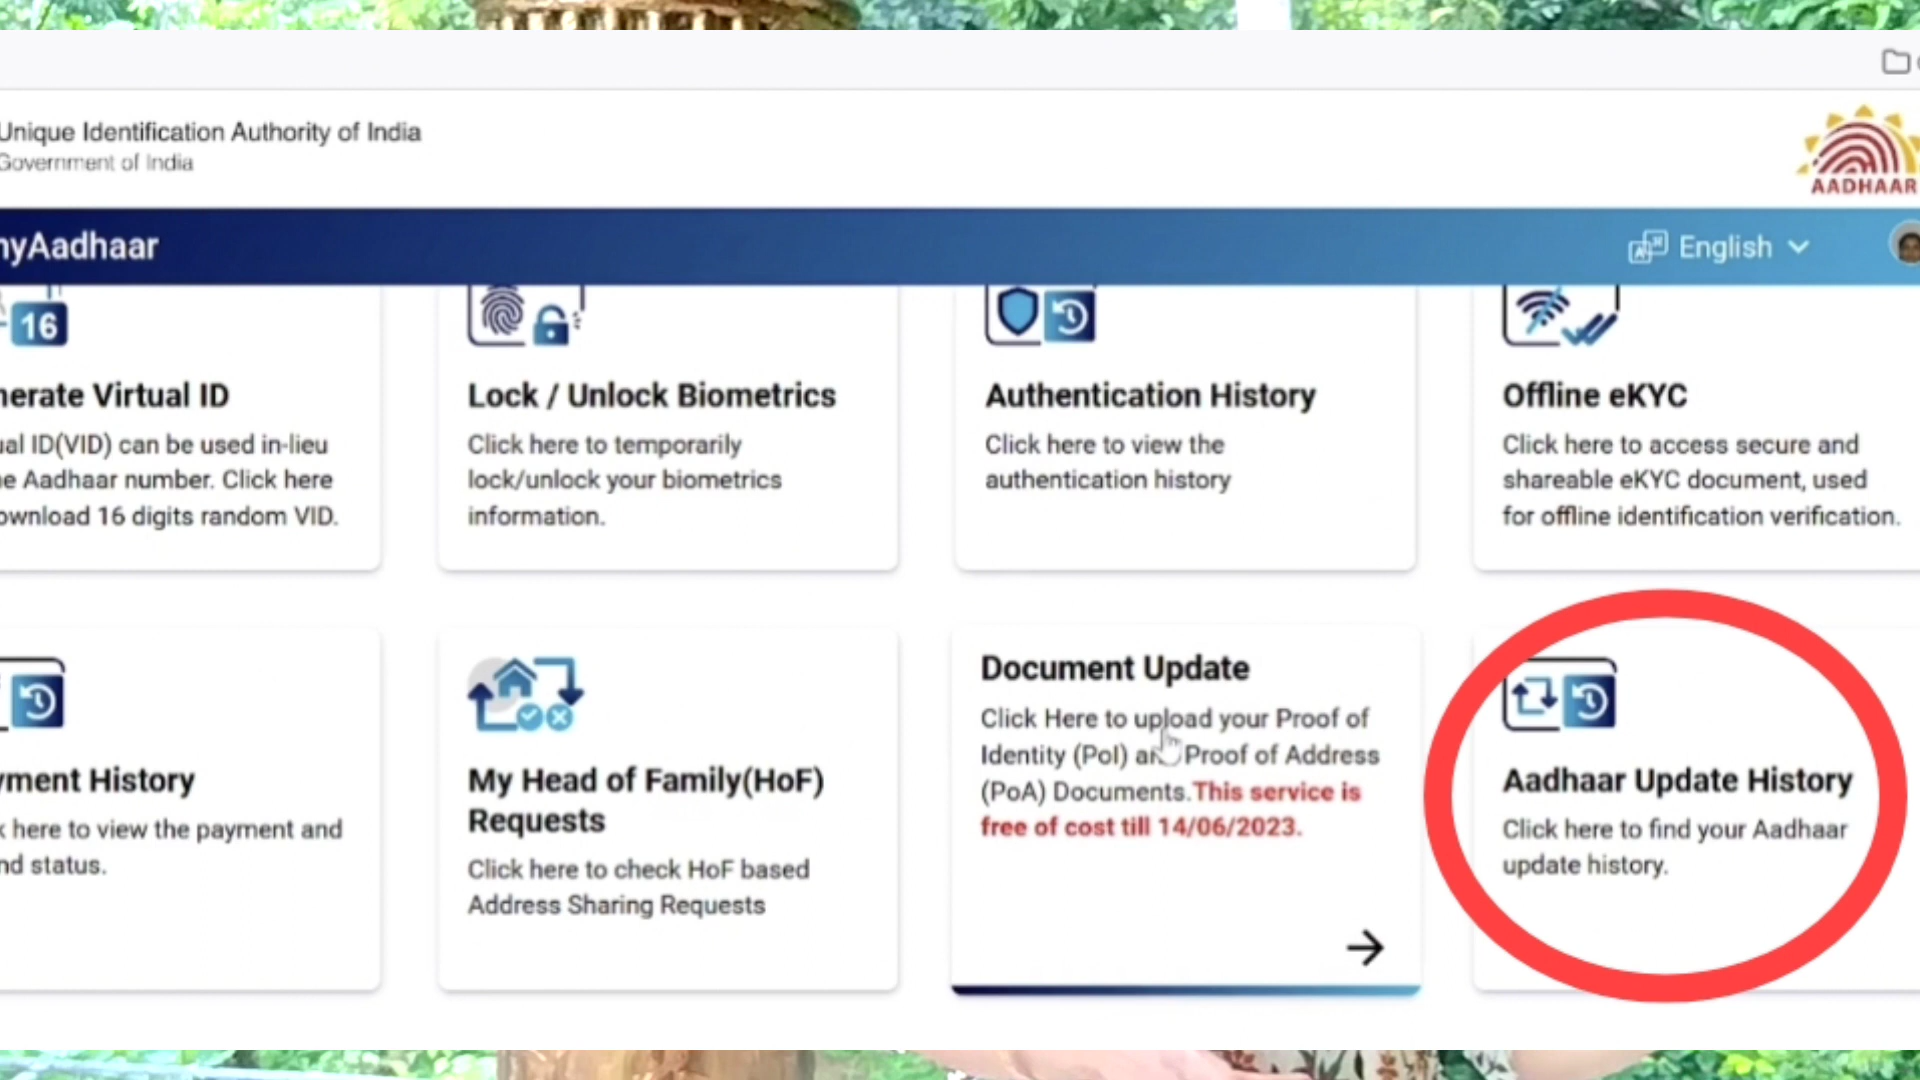 Unique Identification Authority of India
Government of India
AADHAAR
myAadhaar
English
16
Virtual ID
Lock / Unlock Biometrics
Authentication History
Offline eKYC
ID(VID) can be used in-lieu
Aadhaar number. Click here
16 digits random VID.
Click here to temporarily
lock/unlock your biometrics
information.
Click here to view the
authentication history
Click here to access secure and
shareable eKYC document, used
for offline identification verification.
History
here to view the payment and
status.
My Head of Family(HoF)
Requests
Click here to check HoF based
Address Sharing Requests
Document Update
Click Here to upload your Proof of
Identity (PoI) and Proof of Address
(PoA) Documents.This service is
free of cost till 14/06/2023.
Aadhaar Update History
Click here to find your Aadhaar
update history.